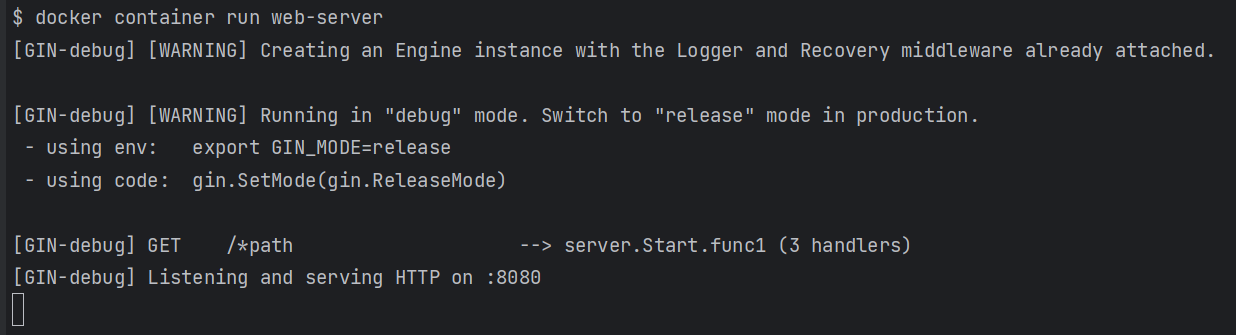 $ docker container run web-server
[GIN-debug] [WARNING] Creating an Engine instance with the Logger and Recovery middleware already attached.
[GIN-debug] [WARNING] Running in "debug" mode. Switch to "release" mode in production.
- using env:   export GIN_MODE=release
- using code:  gin.SetMode(gin.ReleaseMode)
[GIN-debug] GET    /*path                    --> server.Start.func1 (3 handlers)
[GIN-debug] Listening and serving HTTP on :8080